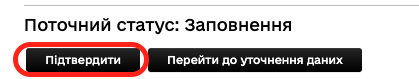 Поточний статус: Заповнення
Підтвердити Перейти до уточнення даних